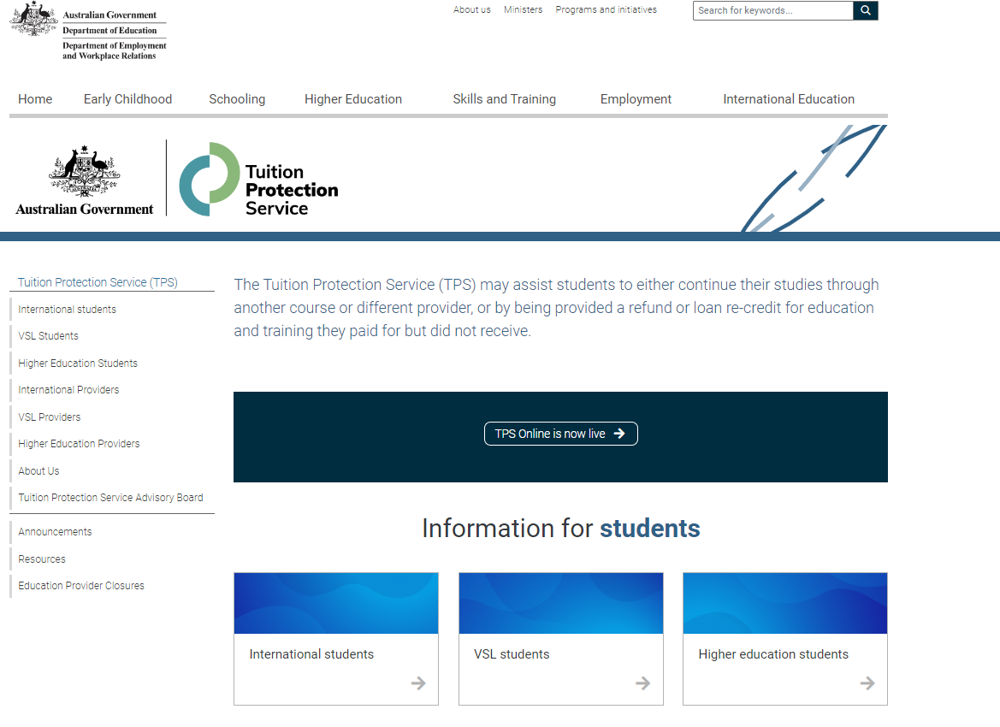 Australian Government
Department of Education
Department of Employment
and Workplace Relations
About us Ministers Programs and initiatives
Search for keywords...
Home Early Childhood Schooling Higher Education Skills and Training Employment International Education
Australian Government
Tuition
Protection
Service
Tuition Protection Service (TPS)
International students
VSL Students
Higher Education Students
International Providers
VSL Providers
Higher Education Providers
About Us
Tuition Protection Service Advisory Board
Announcements
Resources
Education Provider Closures
The Tuition Protection Service (TPS) may assist students to either continue their studies through
another course or different provider, or by being provided a refund or loan re-credit for education
and training they paid for but did not receive.
TPS Online is now live
Information for students
International students
VSL students
Higher education students